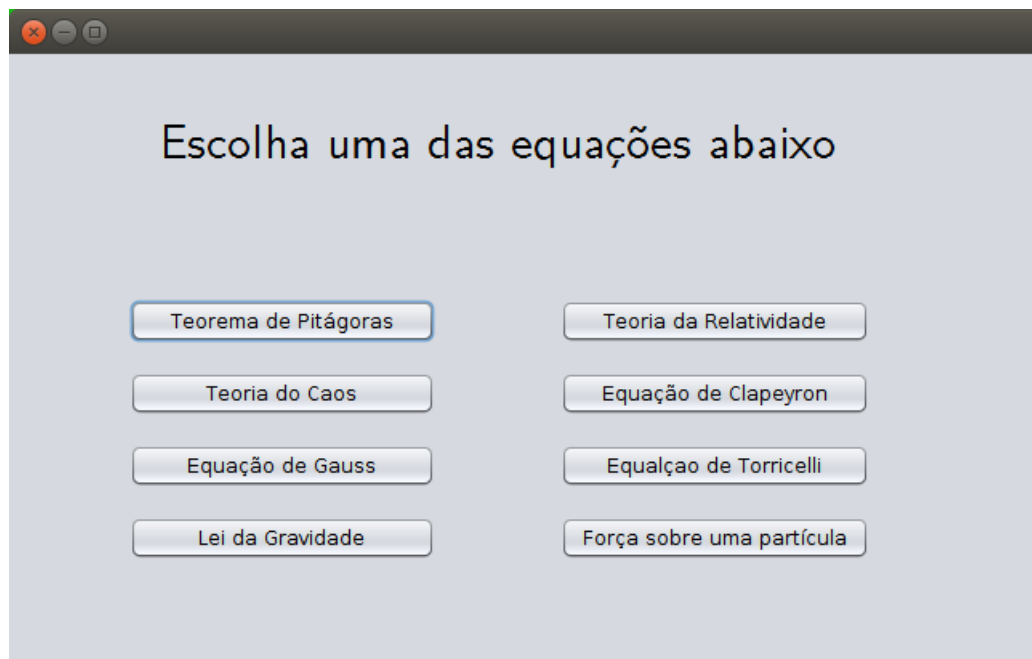 Escolha uma das equações abaixo
Teorema de Pitágoras
Teoria da Relatividade
Teoria do Caos
Equação de Clapeyron
Equação de Gauss
Equalçao de Torricelli
Lei da Gravidade
Força sobre uma partícula